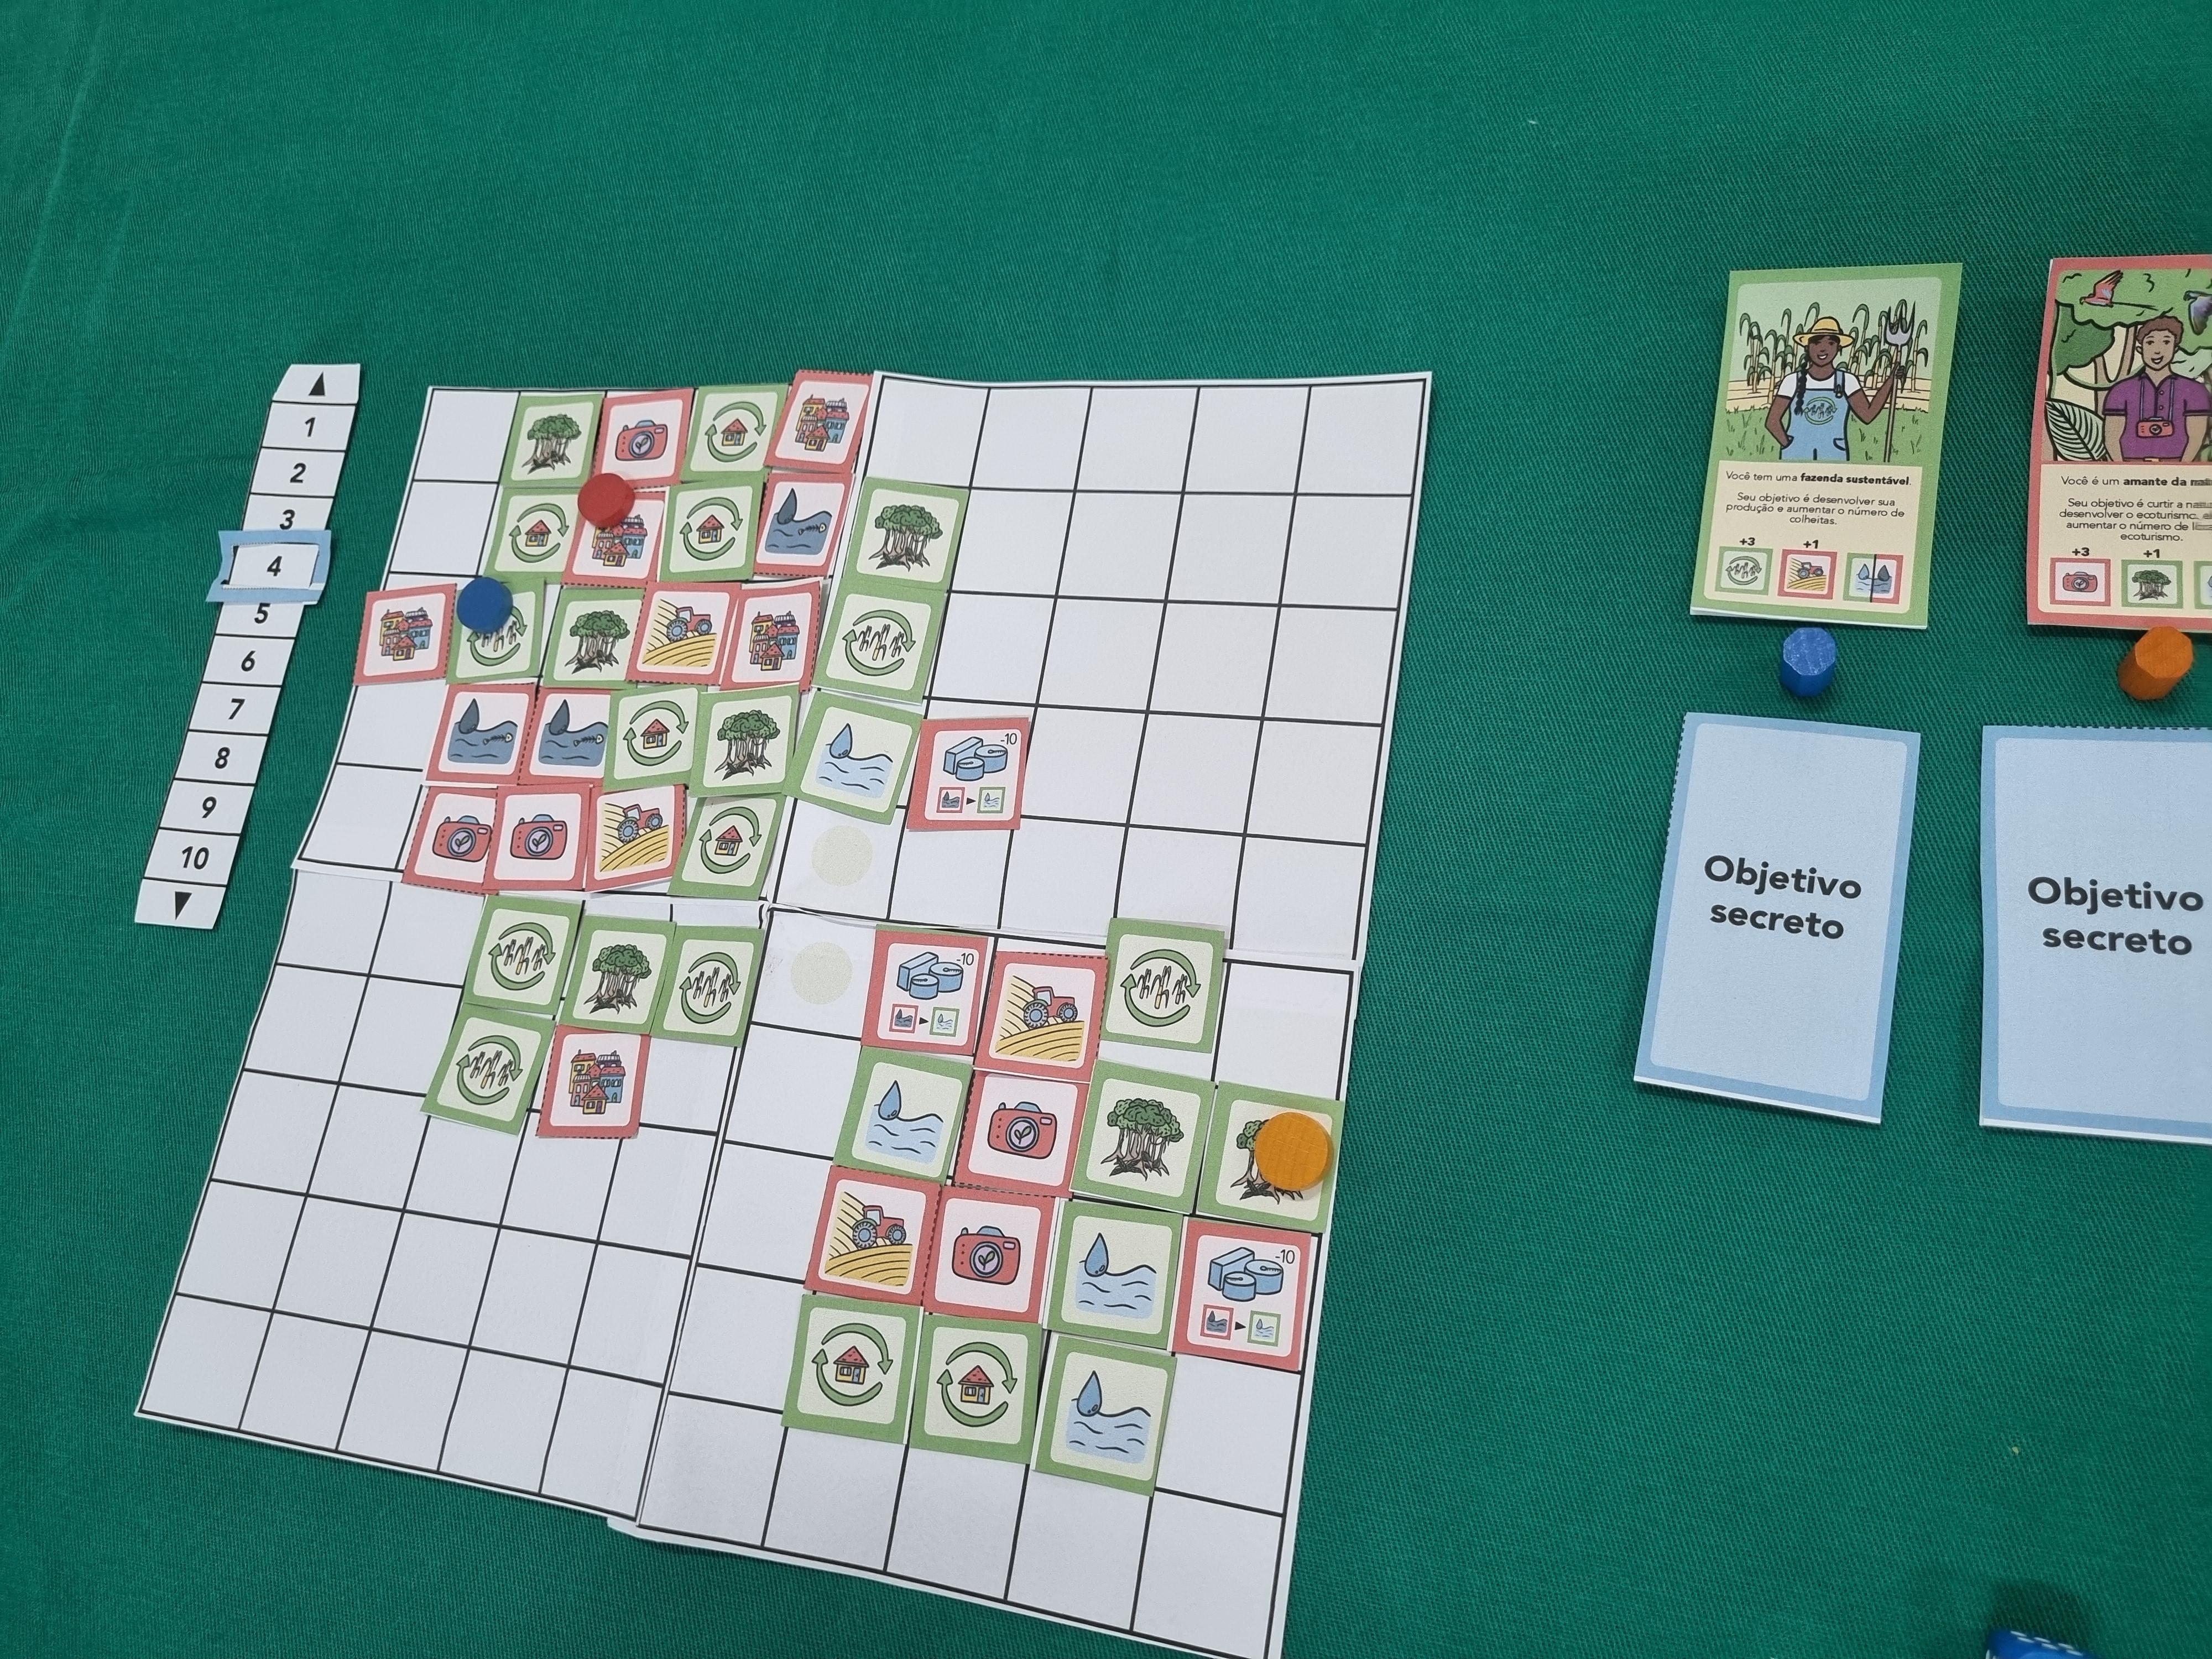 1
2
3
4
5
6
7
8
9
10
-10
-10
-10
Você tem uma fazenda sustentável.
Seu objetivo é desenvolver sua
produção e aumentar o número de
colheitas.
+3 +1
Você é um amante da
Seu objetivo é curtir a
desenvolver o ecoturismo
aumentar o número de
ecoturismo.
+3 +1
Objetivo
secreto
Objetivo
secreto